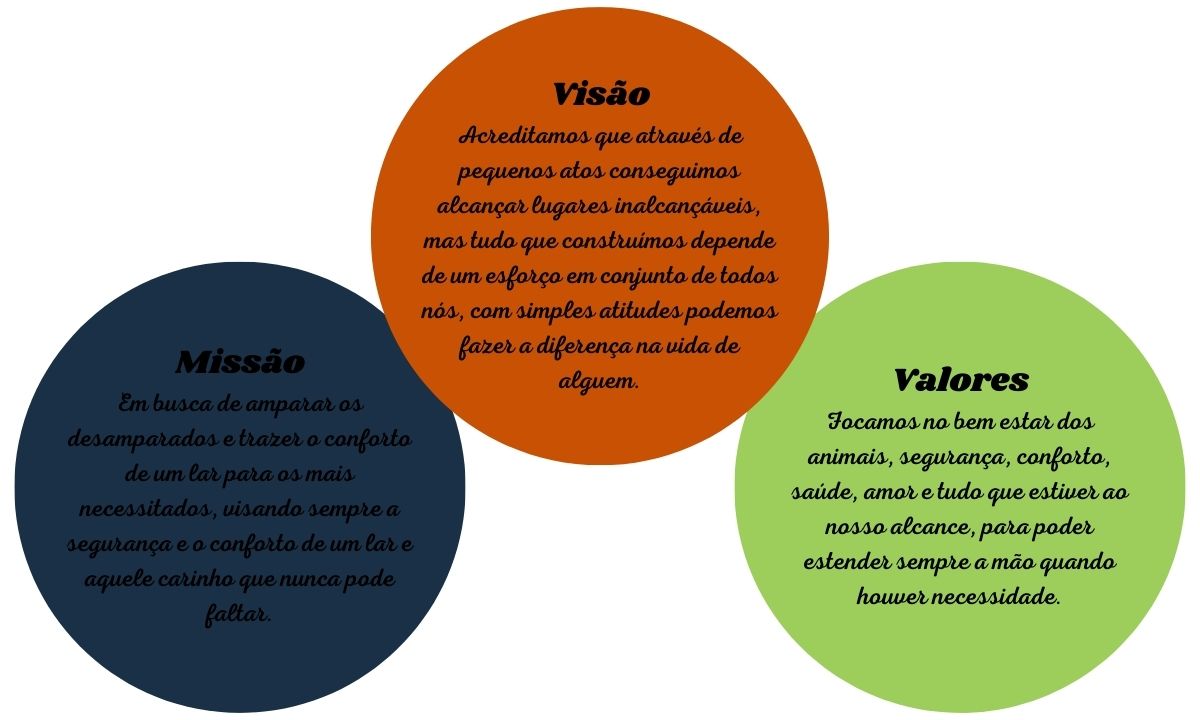 Visão
Acreditamos que através de
pequenos atos conseguimos
alcançar lugares inalcançáveis,
mas tudo que construímos depende
de um esforço em conjunto de todos
nós, com simples atitudes podemos
fazer a diferença na vida de
alguem.
Missão
Em busca de amparar os
desamparados e trazer o conforto
de um lar para os mais
necessitados, visando sempre a
segurança e o conforto de um lar e
aquele carinho que nunca pode
faltar.
Valores
Focamos no bem estar dos
animais, segurança, conforto,
saúde, amor e tudo que estiver ao
nosso alcance, para poder
estender sempre a mão quando
houver necessidade.